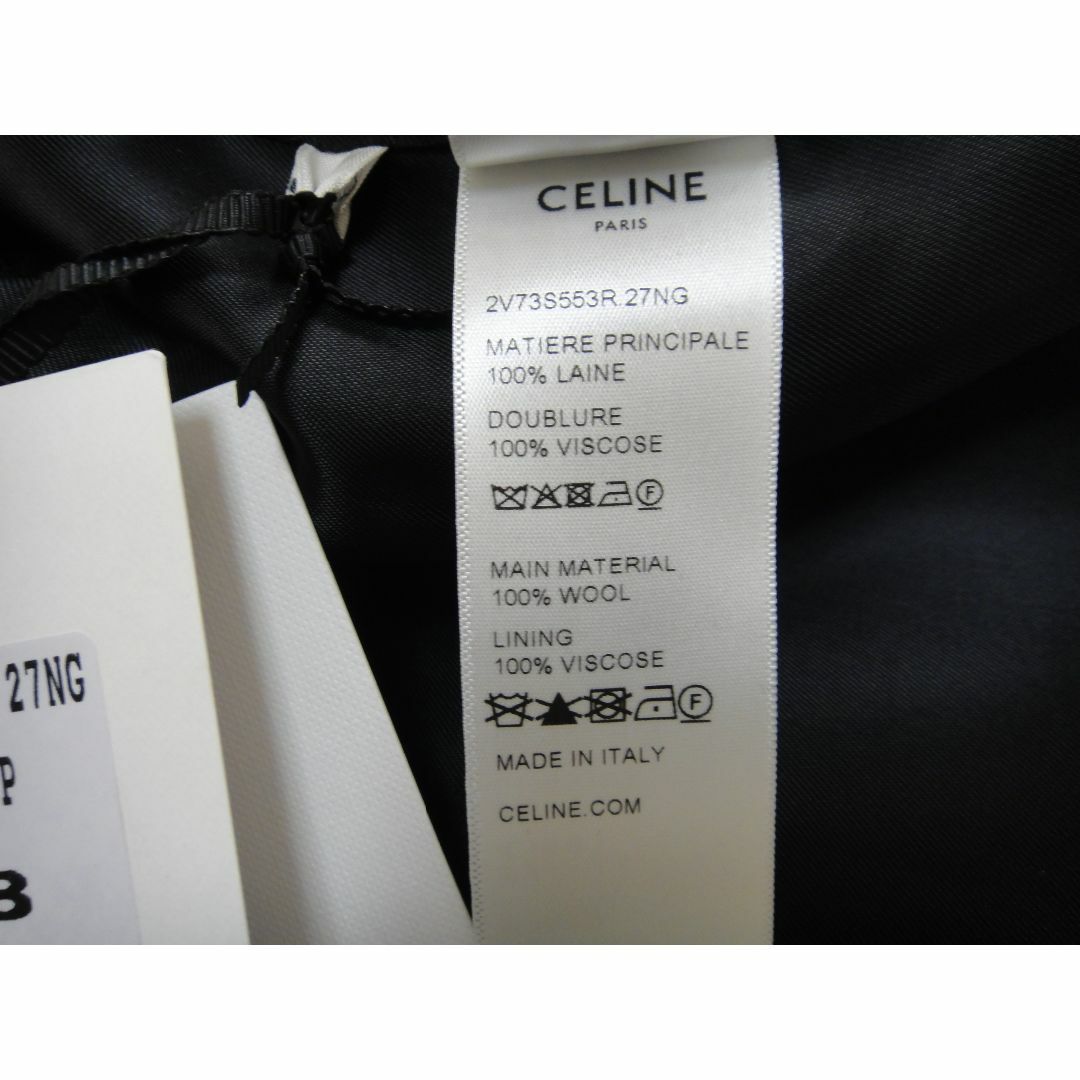 CELINE
PARIS
2V73S553R.27NG
MATIERE PRINCIPALE
100% LAINE
DOUBLURE
100% VISCOSE
F
MAIN MATERIAL
100% WOOL
LINING
100% VISCOSE
F
MADE IN ITALY
CELINE.COM
27NG
P